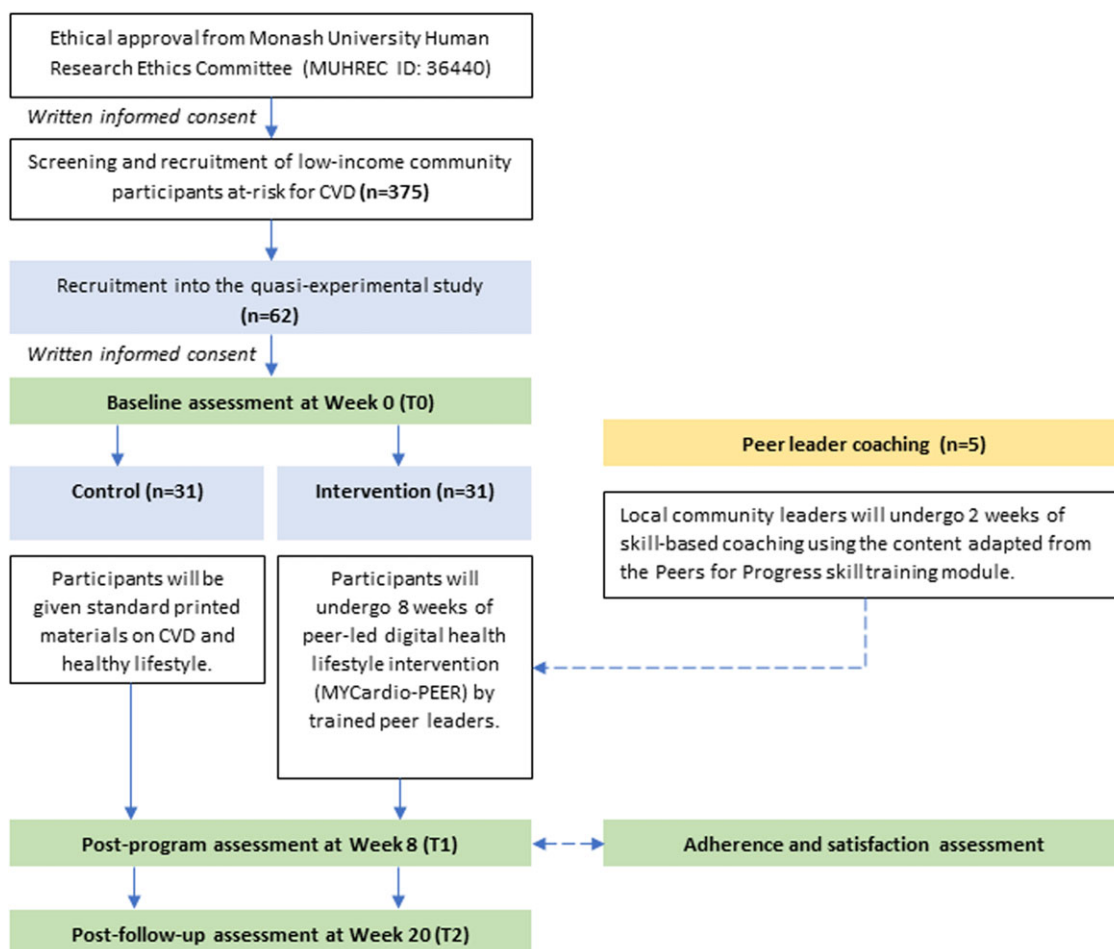 Ethical approval from Monash University Human
Research Ethics Committee (MUHREC ID: 36440)
Written informed consent
Screening and recruitment of low-income community
participants at-risk for CVD (n=375)
Recruitment into the quasi-experimental study
(n=62)
Written informed consent
Baseline assessment at Week 0 (T0)
Control (n=31)
Intervention (n=31)
Peer leader coaching (n=5)
Local community leaders will undergo 2 weeks of
skill-based coaching using the content adapted from
the Peers for Progress skill training module.
Participants will be
given standard printed
materials on CVD and
healthy lifestyle.
Participants will
undergo 8 weeks of
peer-led digital health
lifestyle intervention
(MYCardio-PEER) by
trained peer leaders.
Post-program assessment at Week 8 (T1)
Adherence and satisfaction assessment
Post-follow-up assessment at Week 20 (T2)